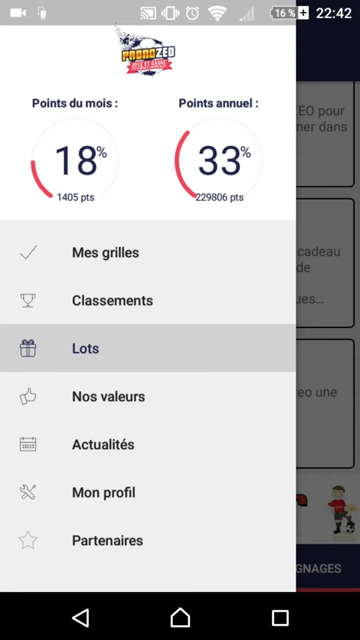 16 %
22:42
PRONOZEO
Points du mois :
Points annuel :
18%
33%
1405 pts
229806 pts
ZEO pour
ner dans
Mes grilles
cadeau
de
Classements
ues...
Lots
Nos valeurs
zeo une
Actualités
Mon profil
Partenaires
GNAGES